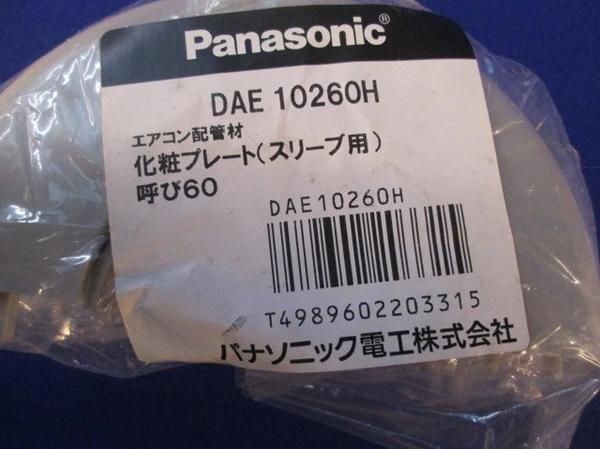 Panasonic®
DAE 10260H
エアコン配管材
化粧プレート(スリーブ用)
呼び60
DAE10260H
T4989602203315
パナソニック電工株式会社